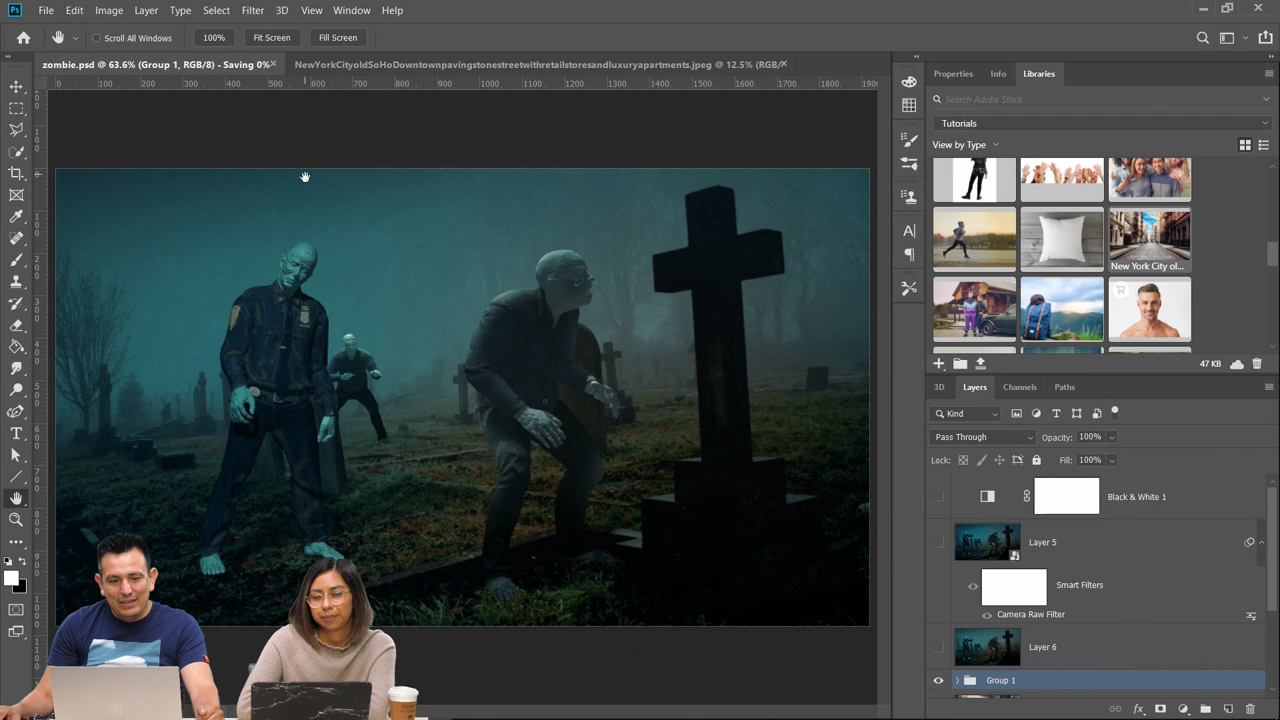 Ps File Edit Image Layer Type Select Filter 3D View Window Help
Scroll All Windows 100% Fit Screen Fill Screen
zombie.psd @ 63.6% (Group 1, RGB/8) - Saving 0%
NewYorkCityoldSoHoDowntownpavingstonestreetwithretailstoresandluxuryapartments.jpeg @ 12.5% (RGB/
0 100 200 300 400 500 600 700 800 900 1000 1100 1200 1300 1400 1500 1600 1700 1800 1900
Properties Info Libraries
Search Adobe Stock
Tutorials
View by Type
New York City ol...
47 KB
3D Layers Channels Paths
Kind
Pass Through Opacity: 100%
Lock: Fill: 100%
Black & White 1
Layer 5
Smart Filters
Camera Raw Filter
Layer 6
Group 1